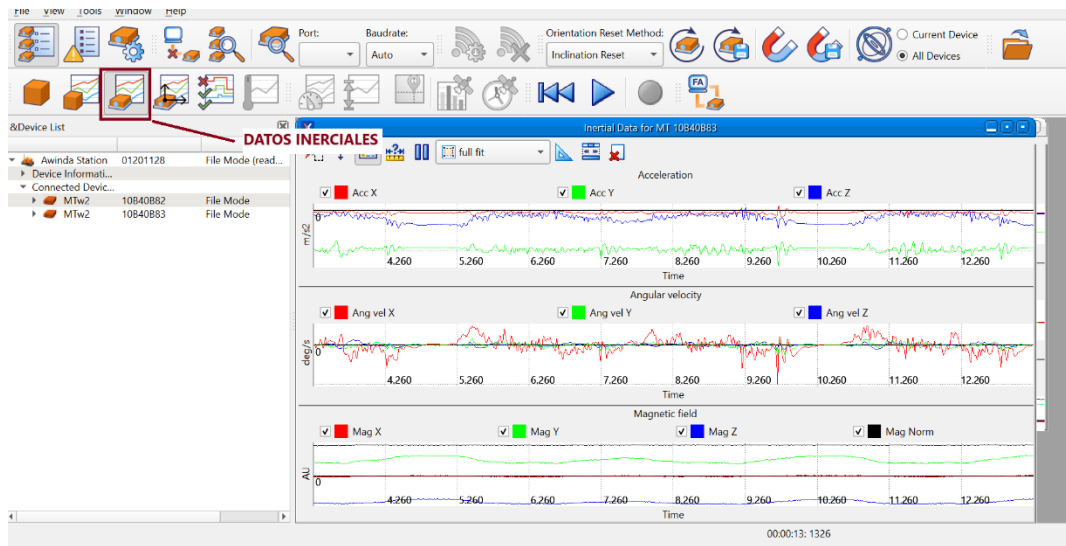 File View Tools Window Help
Port: Baudrate: Orientation Reset Method: Current Device
Auto Inclination Reset All Devices
FA
&Device List
DATOS INERCIALES
Inertial Data for MT 10B40B83
full fit
Awinda Station 01201128 File Mode (read...
Device Informati...
Connected Devic...
MTw2 10B40B82 File Mode
MTw2 10B40B83 File Mode
Acceleration
Acc X Acc Y Acc Z
m/s2
0
4.260 5.260 6.260 7.260 8.260 9.260 10.260 11.260 12.260
Time
Angular velocity
Ang vel X Ang vel Y Ang vel Z
deg/s
0
4.260 5.260 6.260 7.260 8.260 9.260 10.260 11.260 12.260
Time
Magnetic field
Mag X Mag Y Mag Z Mag Norm
AU
0
4.260 5.260 6.260 7.260 8.260 9.260 10.260 11.260 12.260
Time
00:00:13: 1326